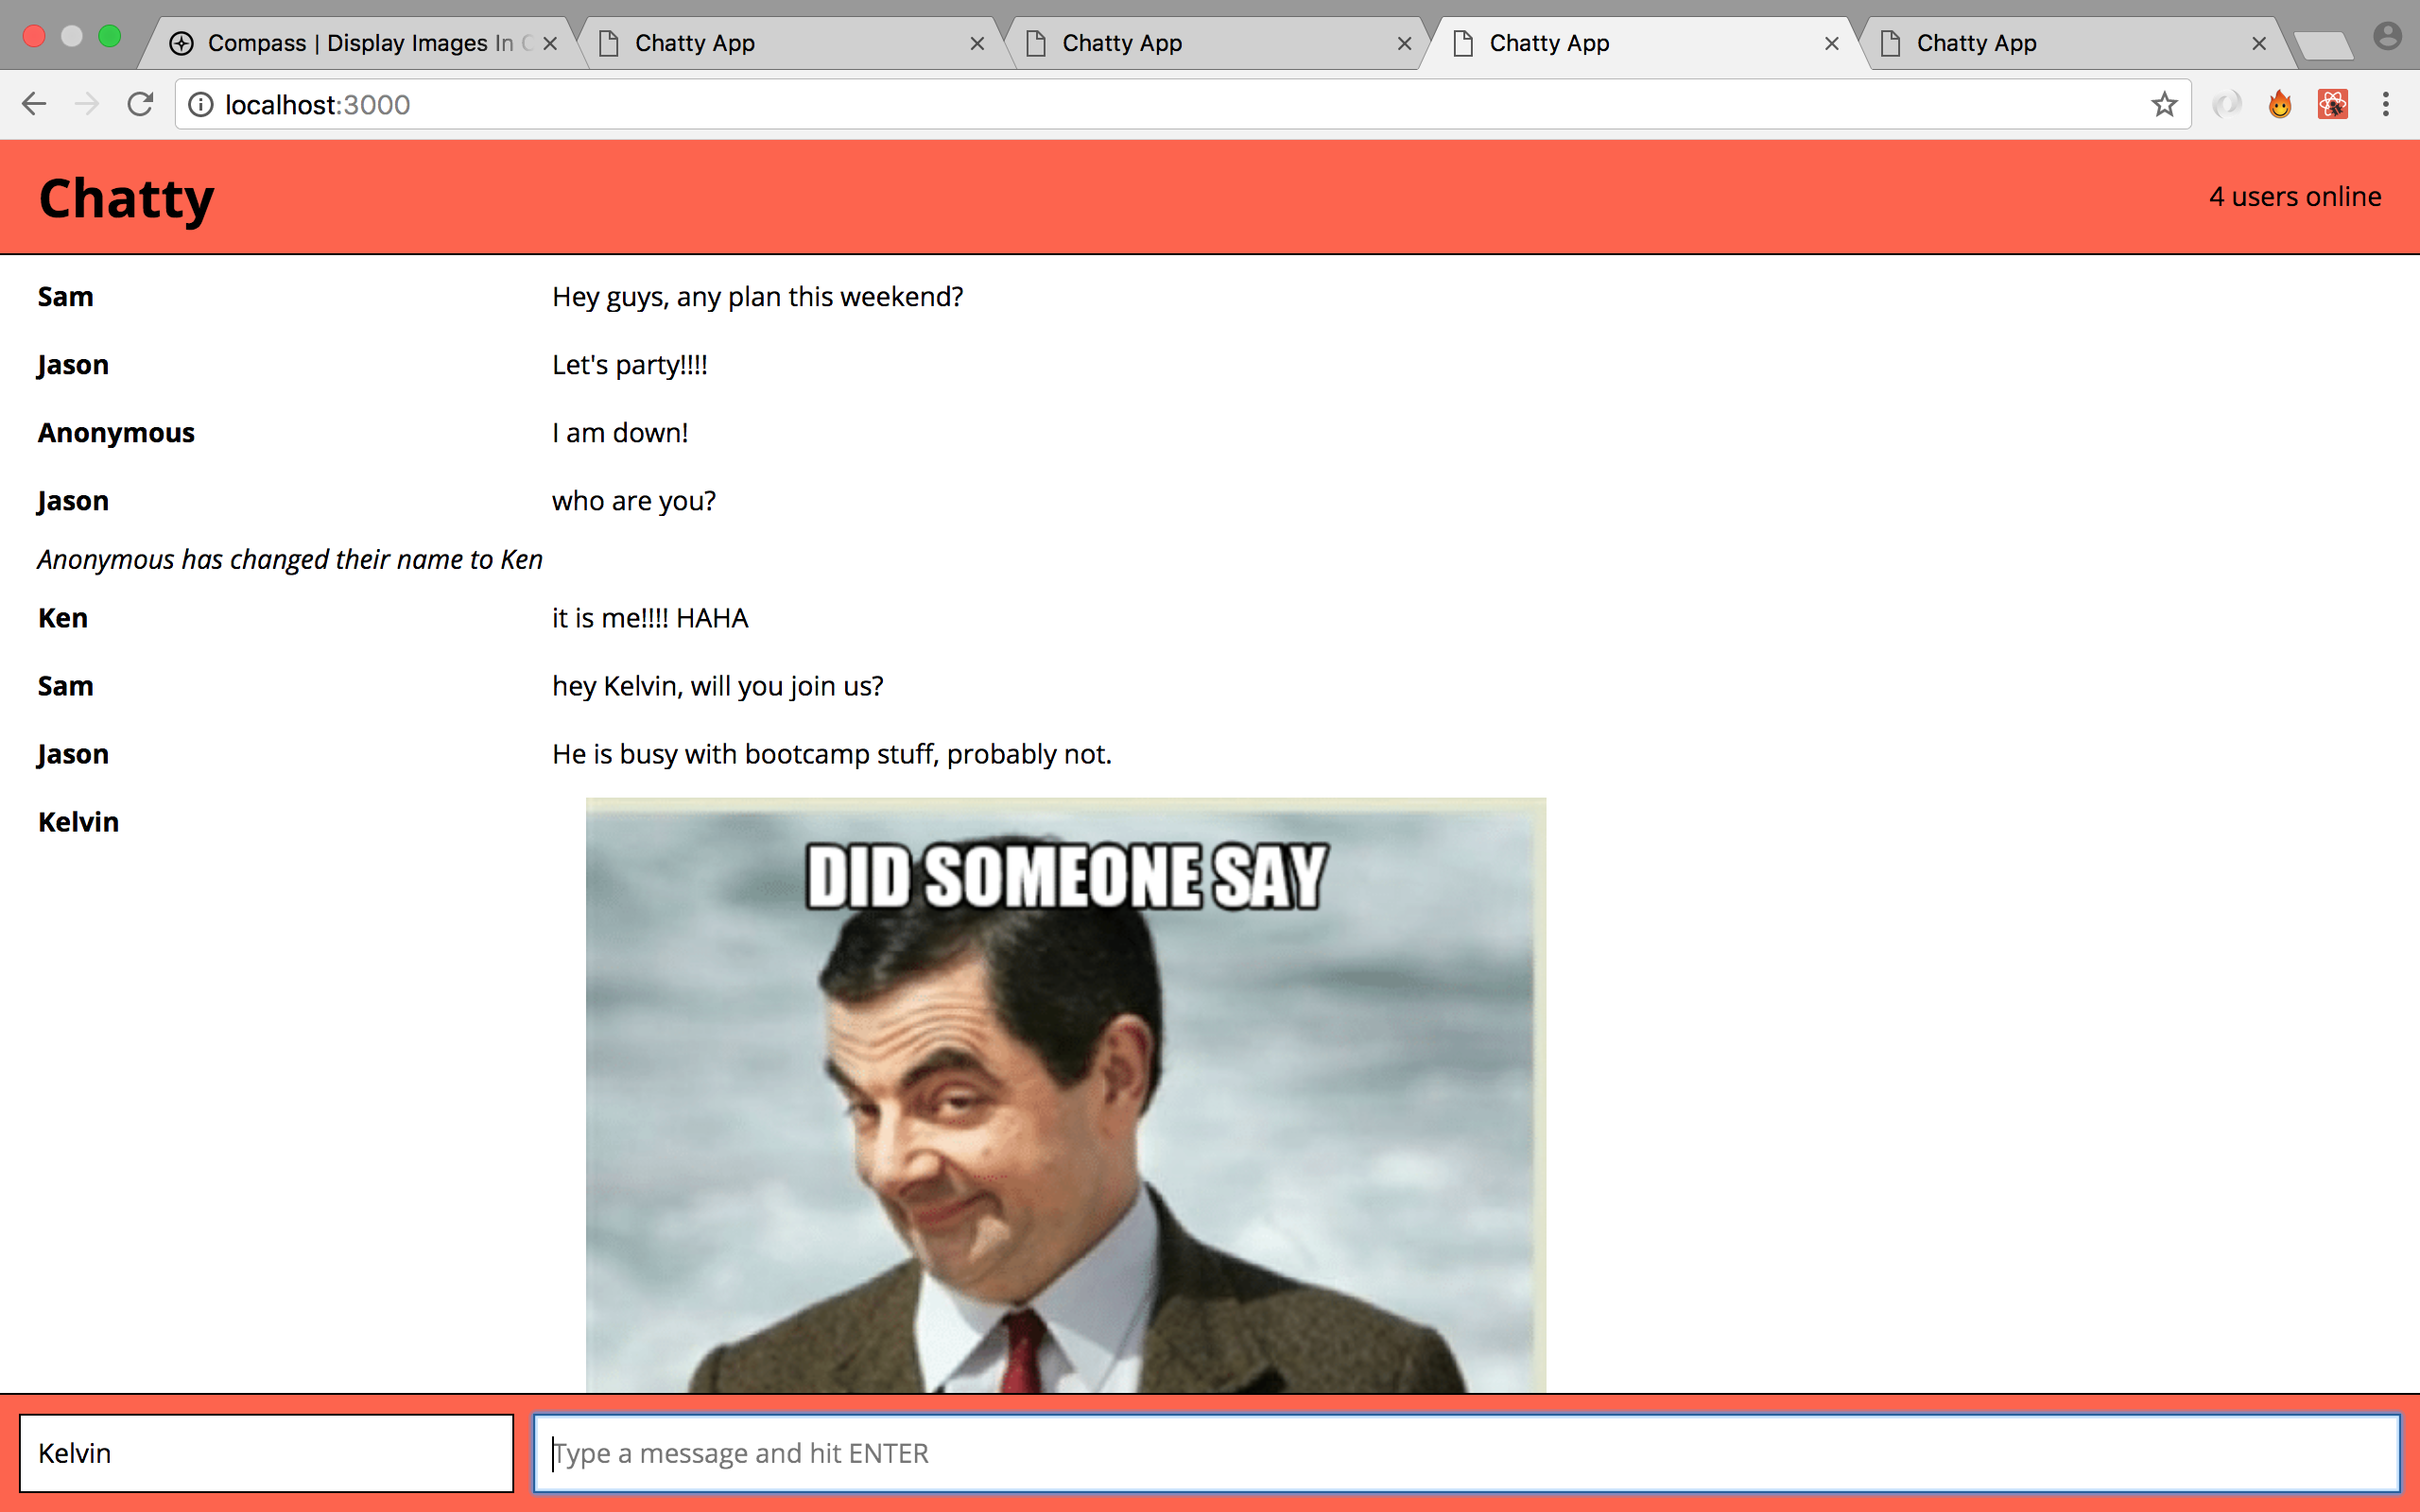 Compass | Display Images In C
Chatty App
Chatty App
Chatty App
Chatty App
localhost:3000
Chatty
4 users online
Sam Hey guys, any plan this weekend?
Jason Let's party!!!!
Anonymous I am down!
Jason who are you?
Anonymous has changed their name to Ken
Ken it is me!!!! HAHA
Sam hey Kelvin, will you join us?
Jason He is busy with bootcamp stuff, probably not.
Kelvin
DID SOMEONE SAY
Kelvin
Type a message and hit ENTER